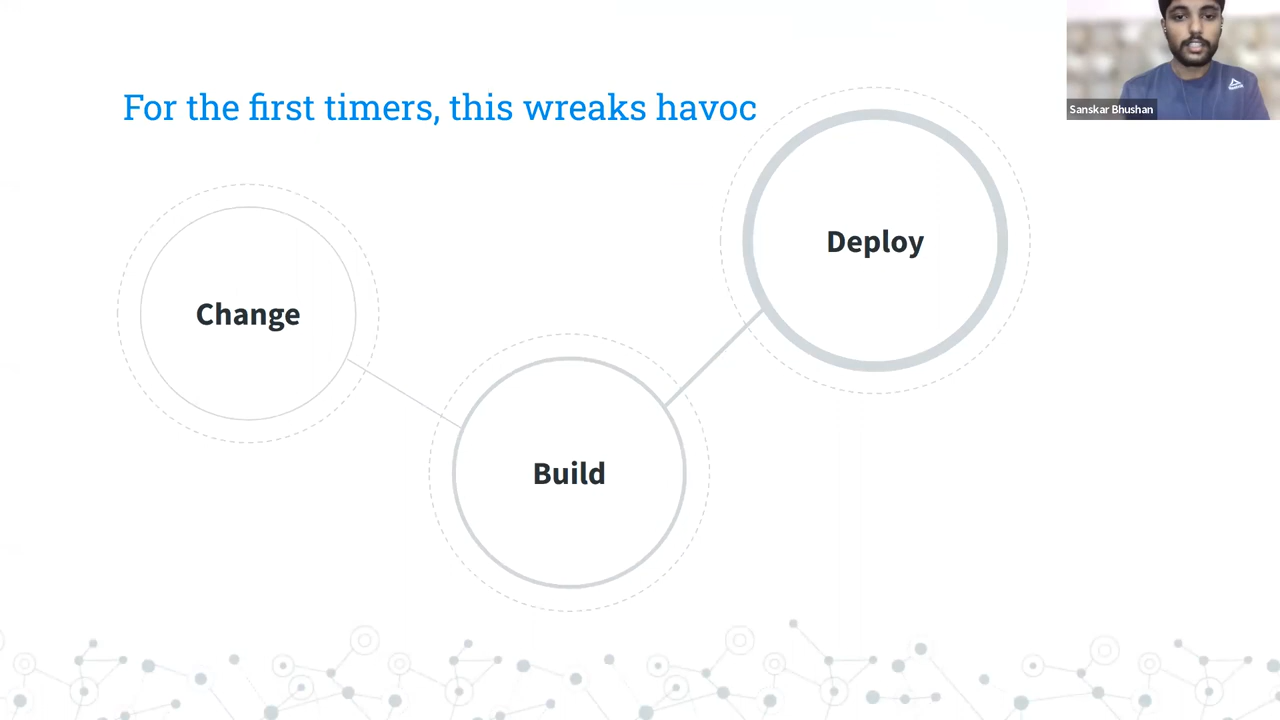 For the first timers, this wreaks havoc
Sanskar Bhushan
Deploy
Change
Build